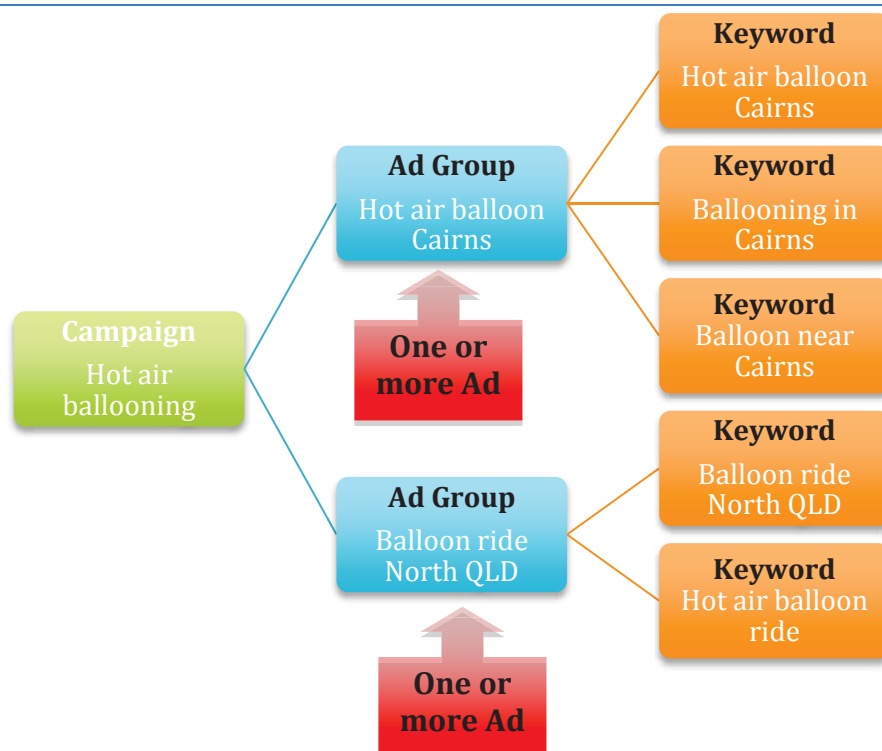 Campaign
Hot air
ballooning
Ad Group
Hot air balloon
Cairns
One or
more Ad
Ad Group
Balloon ride
North QLD
One or
more Ad
Keyword
Hot air balloon
Cairns
Keyword
Ballooning in
Cairns
Keyword
Balloon near
Cairns
Keyword
Balloon ride
North QLD
Keyword
Hot air balloon
ride